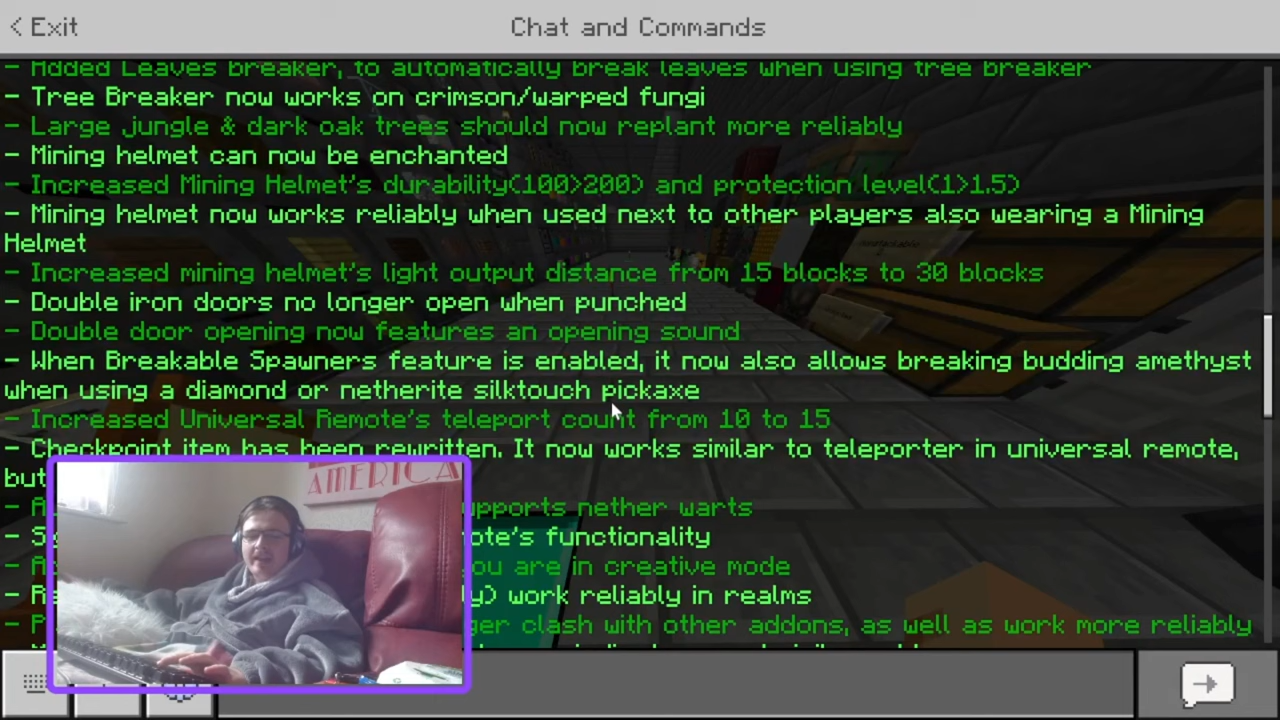 < Exit
Chat and Commands
- Added Leaves breaker, to automatically break leaves when using tree breaker
- Tree Breaker now works on crimson/warped fungi
- Large jungle & dark oak trees should now replant more reliably
- Mining helmet can now be enchanted
- Increased Mining Helmet's durability(100>200) and protection level(1>1.5)
- Mining helmet now works reliably when used next to other players also wearing a Mining
Helmet
- Increased mining helmet's light output distance from 15 blocks to 30 blocks
- Double iron doors no longer open when punched
- Double door opening now features an opening sound
- When Breakable Spawners feature is enabled, it now also allows breaking budding amethyst
when using a diamond or netherite silktouch pickaxe
- Increased Universal Remote's teleport count from 10 to 15
- Checkpoint item has been rewritten. It now works similar to teleporter in universal remote,
but
AMERICA
nether warts
functionality
you are in creative mode
work reliably in realms
clash with other addons, as well as work more reliably